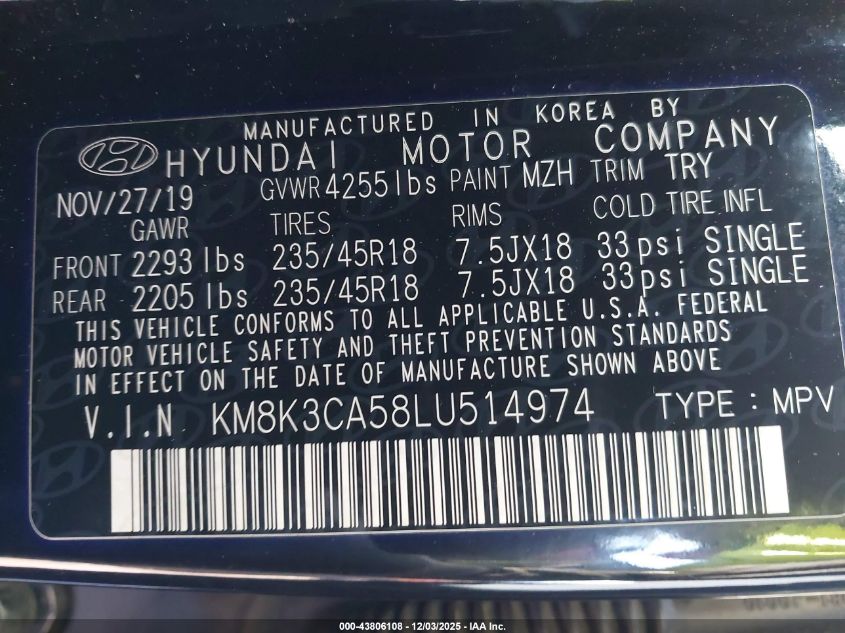 MANUFACTURED IN KOREA BY
HYUNDAI MOTOR COMPANY
NOV/27/19 GVWR 4255 lbs PAINT MZH TRIM TRY
GAWR TIRES RIMS COLD TIRE INFL
FRONT 2293 lbs 235/45R18 7.5JX18 33psi SINGLE
REAR 2205 lbs 235/45R18 7.5JX18 33psi SINGLE
THIS VEHICLE CONFORMS TO ALL APPLICABLE U.S.A. FEDERAL
MOTOR VEHICLE SAFETY AND THEFT PREVENTION STANDARDS
IN EFFECT ON THE DATE OF MANUFACTURE SHOWN ABOVE
V.I.N KM8K3CA58LU514974 TYPE: MPV
000-43806108 - 12/03/2025 - IAA Inc.